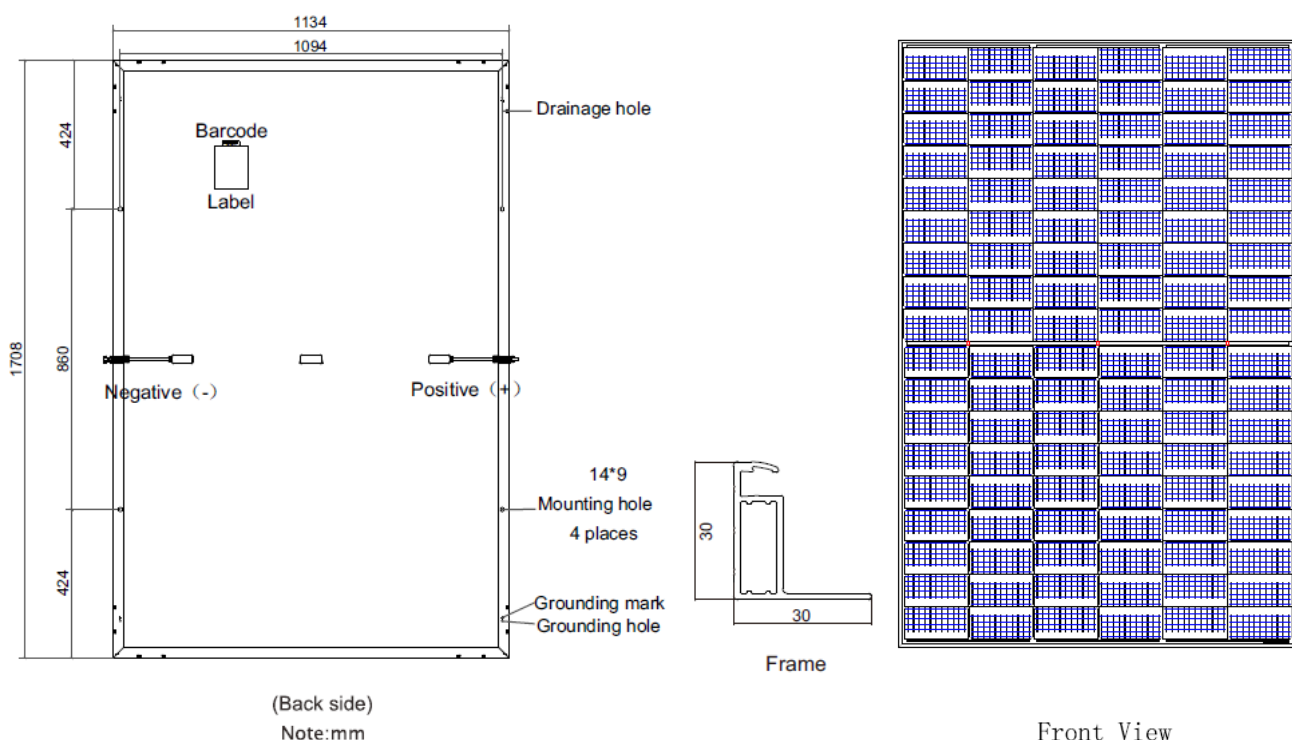 1134
1094
Drainage hole
424
Barcode
Label
1708
860
Negative（-）
Positive（+）
14*9
Mounting hole
4 places
30
424
Grounding mark
Grounding hole
30
Frame
(Back side)
Note:mm
Front View